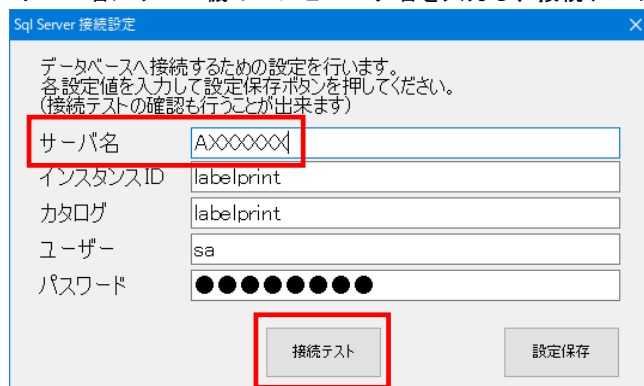 Sql Server 接続設定
データベースへ接続するための設定を行います。
各設定値を入力して設定保存ボタンを押してください。
(接続テストの確認も行うことが出来ます)
サーバ名 AXXXXXX
インスタンスID labelprint
カタログ labelprint
ユーザー sa
パスワード ●●●●●●●●
接続テスト 設定保存